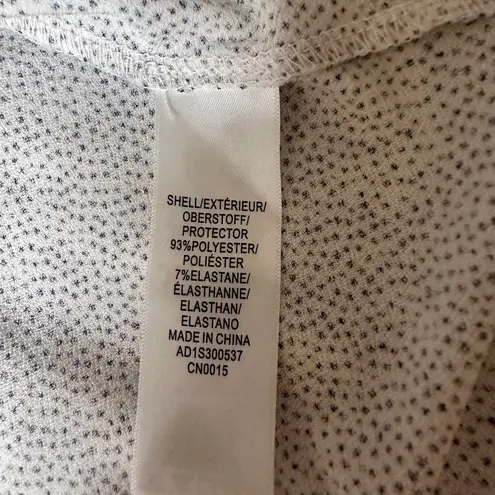 SHELL/EXTÉRIEUR/
OBERSTOFF/
PROTECTOR
93%POLYESTER/
POLIÉSTER
7%ELASTANE/
ÉLASTHANNE/
ELASTHAN/
ELASTANO
MADE IN CHINA
AD1S300537
CN0015